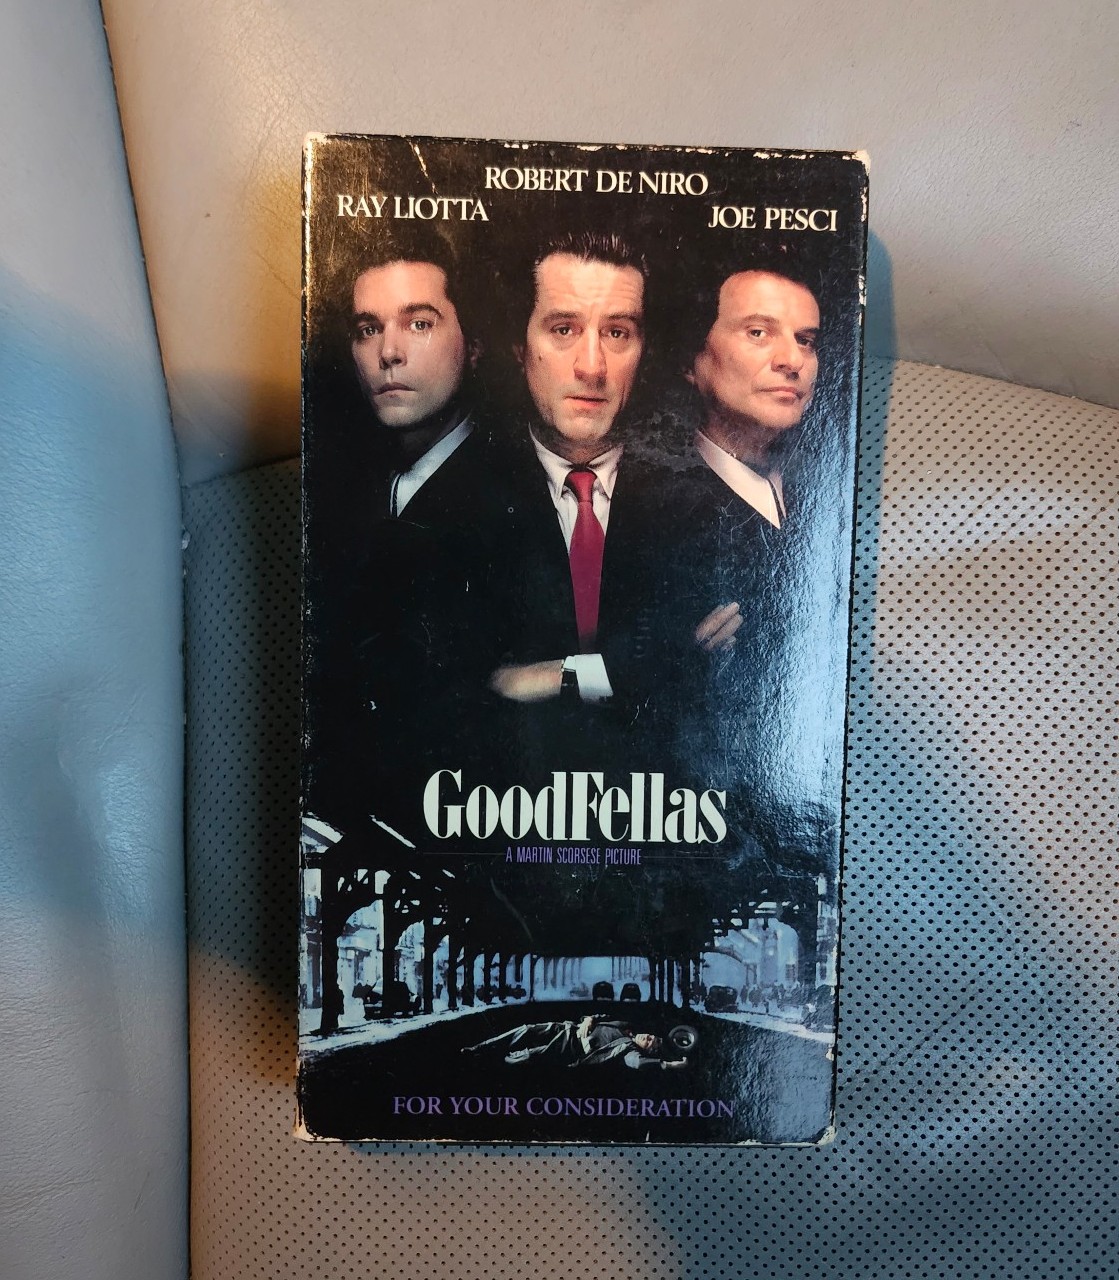 ROBERT DE NIRO
RAY LIOTTA
JOE PESCI
GoodFellas
A MARTIN SCORSESE PICTURE
FOR YOUR CONSIDERATION